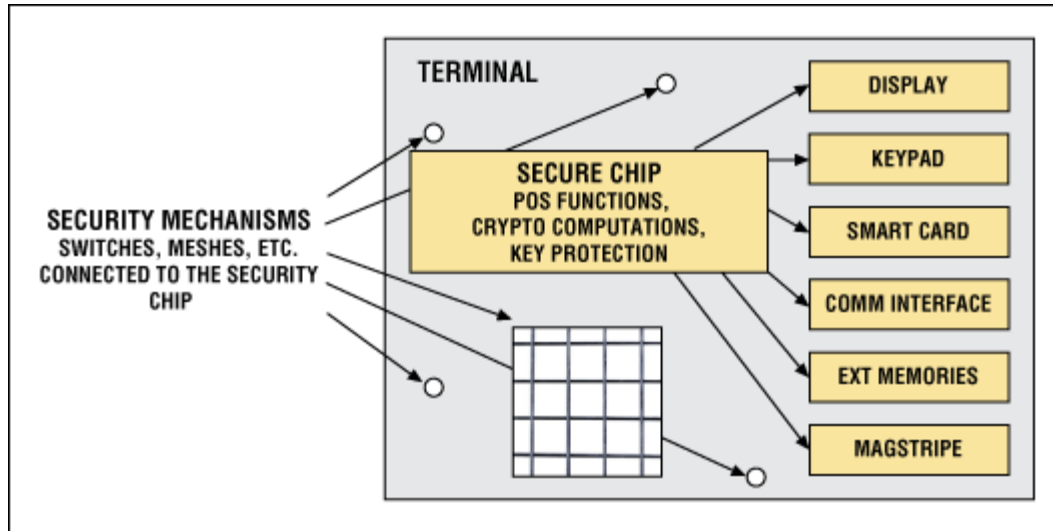 TERMINAL
SECURITY MECHANISMS
SWITCHES, MESHES, ETC.
CONNECTED TO THE SECURITY
CHIP
SECURE CHIP
POS FUNCTIONS,
CRYPTO COMPUTATIONS,
KEY PROTECTION
DISPLAY
KEYPAD
SMART CARD
COMM INTERFACE
EXT MEMORIES
MAGSTRIPE